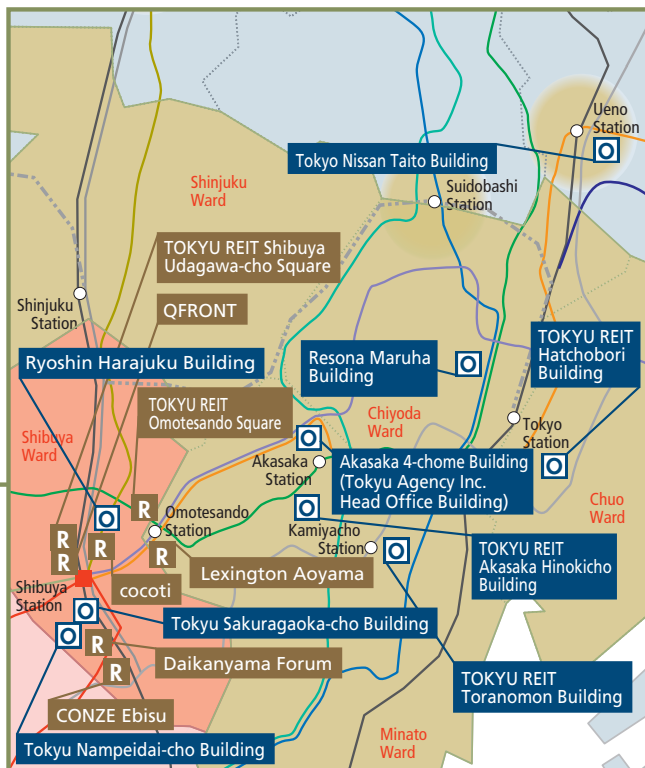 Ueno
Station
Tokyo Nissan Taito Building
Suidobashi
Station
Shinjuku
Ward
TOKYU REIT Shibuya
Udagawa-cho Square
QFRONT
Shinjuku
Station
Ryoshin Harajuku Building
Resona Maruha
Building
TOKYU REIT
Hatchobori
Building
TOKYU REIT
Omotesando Square
Shibuya
Ward
Chiyoda
Ward
Tokyo
Station
Akasaka
Station
Akasaka 4-chome Building
(Tokyu Agency Inc.
Head Office Building)
Chuo
Ward
R
Omotesando
Station
Kamiyacho
Station
R
R
R
R
TOKYU REIT
Akasaka Hinokicho
Building
Lexington Aoyama
Shibuya
Station
cocoti
Tokyu Sakuragaoka-cho Building
R
Daikanyama Forum
R
TOKYU REIT
Toranomon Building
CONZE Ebisu
Minato
Ward
Tokyu Nampeidai-cho Building